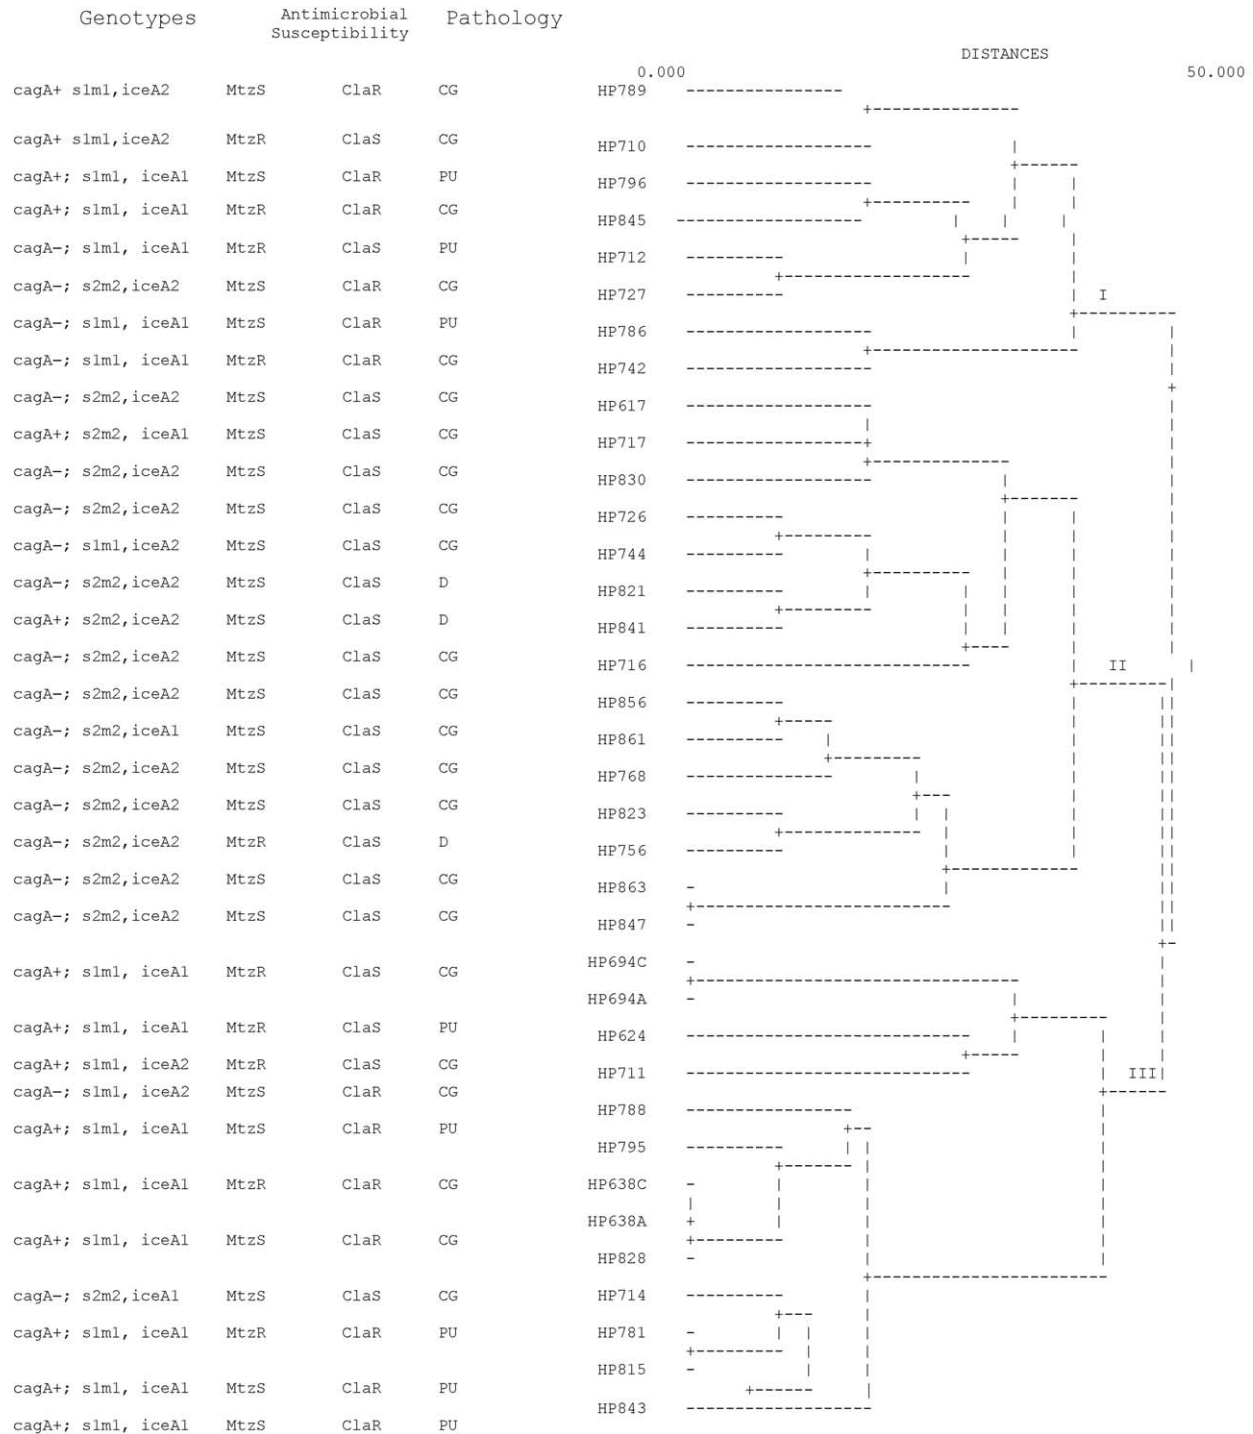 Genotypes Antimicrobial Susceptibility Pathology
DISTANCES
0.000 50.000
cagA+ s1m1,iceA2 MtzS ClaR CG HP789
cagA+ s1m1,iceA2 MtzR ClaS CG HP710
cagA+; s1m1, iceA1 MtzS ClaR PU HP796
cagA+; s1m1, iceA1 MtzR ClaR CG HP845
cagA-; s1m1, iceA1 MtzR ClaS PU HP712
cagA-; s2m2,iceA2 MtzS ClaR CG HP727
I
cagA-; s1m1, iceA1 MtzS ClaR PU HP786
cagA-; s1m1, iceA1 MtzR ClaR CG HP742
cagA-; s2m2,iceA2 MtzS ClaS CG HP617
cagA+; s2m2, iceA1 MtzS ClaS CG HP717
cagA-; s2m2,iceA2 MtzS ClaS CG HP830
cagA-; s2m2,iceA2 MtzS ClaS CG HP726
cagA-; s1m1,iceA2 MtzS ClaS CG HP744
cagA-; s2m2,iceA2 MtzS ClaS D HP821
cagA+; s2m2,iceA2 MtzS ClaS D HP841
cagA-; s2m2,iceA2 MtzS ClaS CG HP716 II
cagA-; s2m2,iceA2 MtzS ClaS CG HP856
cagA-; s2m2,iceA1 MtzS ClaS CG HP861
cagA-; s2m2,iceA2 MtzS ClaS CG HP768
cagA-; s2m2,iceA2 MtzS ClaS CG HP823
cagA-; s2m2,iceA2 MtzR ClaS D HP756
cagA-; s2m2,iceA2 MtzS ClaS CG HP863
cagA-; s2m2,iceA2 MtzS ClaS CG HP847
HP694C
cagA+; s1m1, iceA1 MtzR ClaS CG
HP694A
cagA+; s1m1, iceA1 MtzR ClaS PU HP624
cagA+; s1m1, iceA2 MtzR ClaS CG HP711 III
cagA-; s1m1, iceA2 MtzS ClaR CG HP788
cagA+; s1m1, iceA1 MtzS ClaR PU HP795
cagA+; s1m1, iceA1 MtzR ClaR CG HP638C
HP638A
cagA+; s1m1, iceA1 MtzS ClaR CG HP828
cagA-; s2m2,iceA1 MtzS ClaS CG HP714
cagA+; s1m1, iceA1 MtzR ClaR PU HP781
HP815
cagA+; s1m1, iceA1 MtzS ClaR PU HP843
cagA+; s1m1, iceA1 MtzS ClaR PU